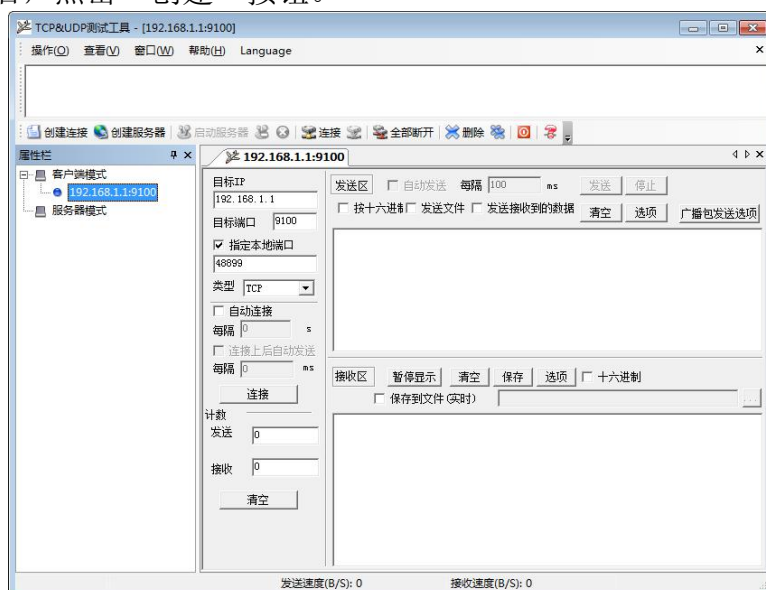 后，点击“创建”按钮。
TCP&UDP测试工具 - [192.168.1.1:9100]
操作(O) 查看(V) 窗口(W) 帮助(H) Language
创建连接 创建服务器 启动服务器 连接 全部断开 删除
属性栏
客户端模式
192.168.1.1:9100
服务器模式
192.168.1.1:9100
目标IP
192.168.1.1
目标端口 9100
指定本地端口
48899
类型 TCP
自动连接
每隔 0 s
连接上后自动发送
每隔 0 ms
连接
计数
发送 0
接收 0
清空
发送区 自动发送 每隔 100 ms 发送 停止
按十六进制 发送文件 发送接收到的数据 清空 选项 广播包发送选项
接收区 暂停显示 清空 保存 选项 十六进制
保存到文件(实时) ...
发送速度(B/S): 0 接收速度(B/S): 0